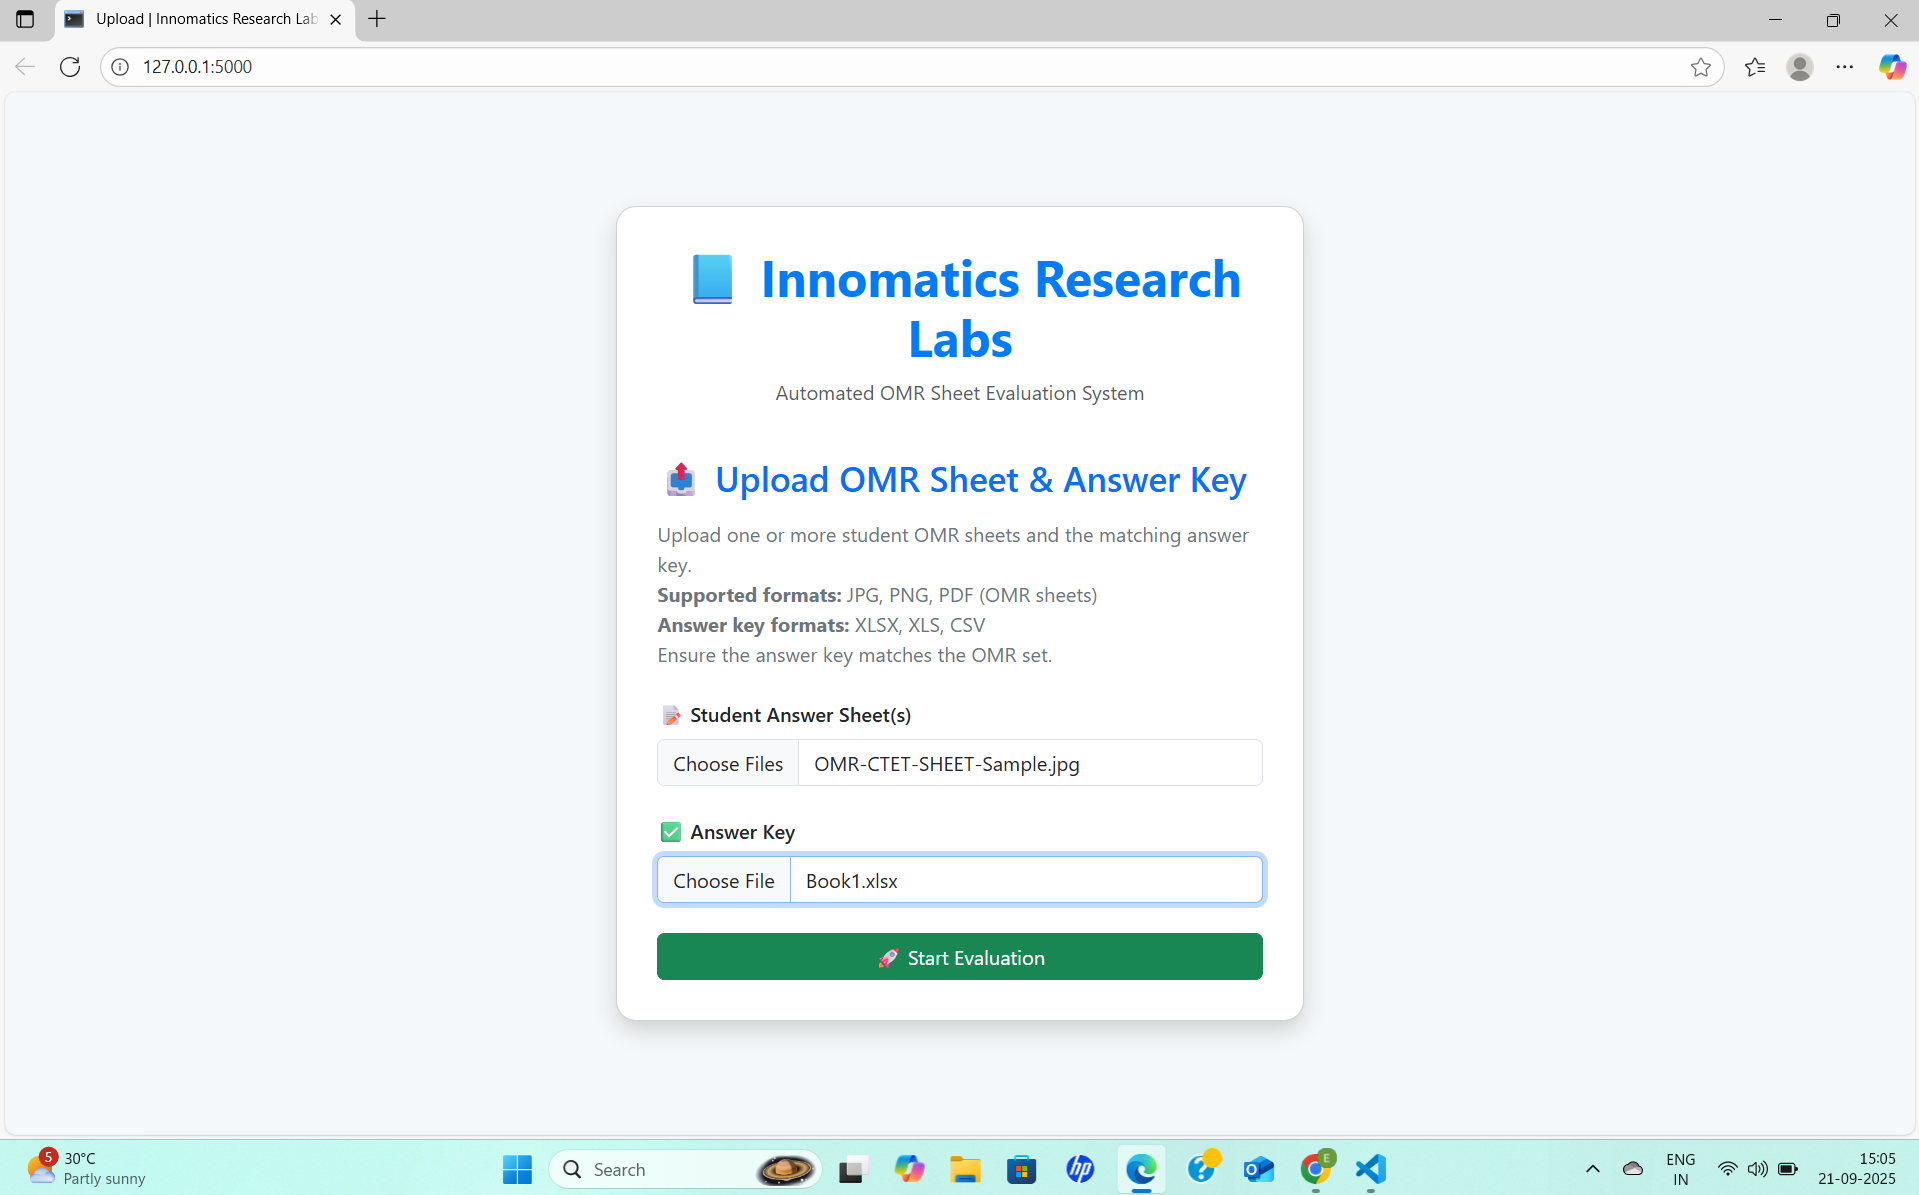 Upload | Innomatics Research Lab
127.0.0.1:5000
Innomatics Research
Labs
Automated OMR Sheet Evaluation System
Upload OMR Sheet & Answer Key
Upload one or more student OMR sheets and the matching answer
key.
Supported formats: JPG, PNG, PDF (OMR sheets)
Answer key formats: XLSX, XLS, CSV
Ensure the answer key matches the OMR set.
Student Answer Sheet(s)
Choose Files OMR-CTET-SHEET-Sample.jpg
Answer Key
Choose File Book1.xlsx
Start Evaluation
5
30°C
Partly sunny
Search
hp
E
ENG
IN
15:05
21-09-2025